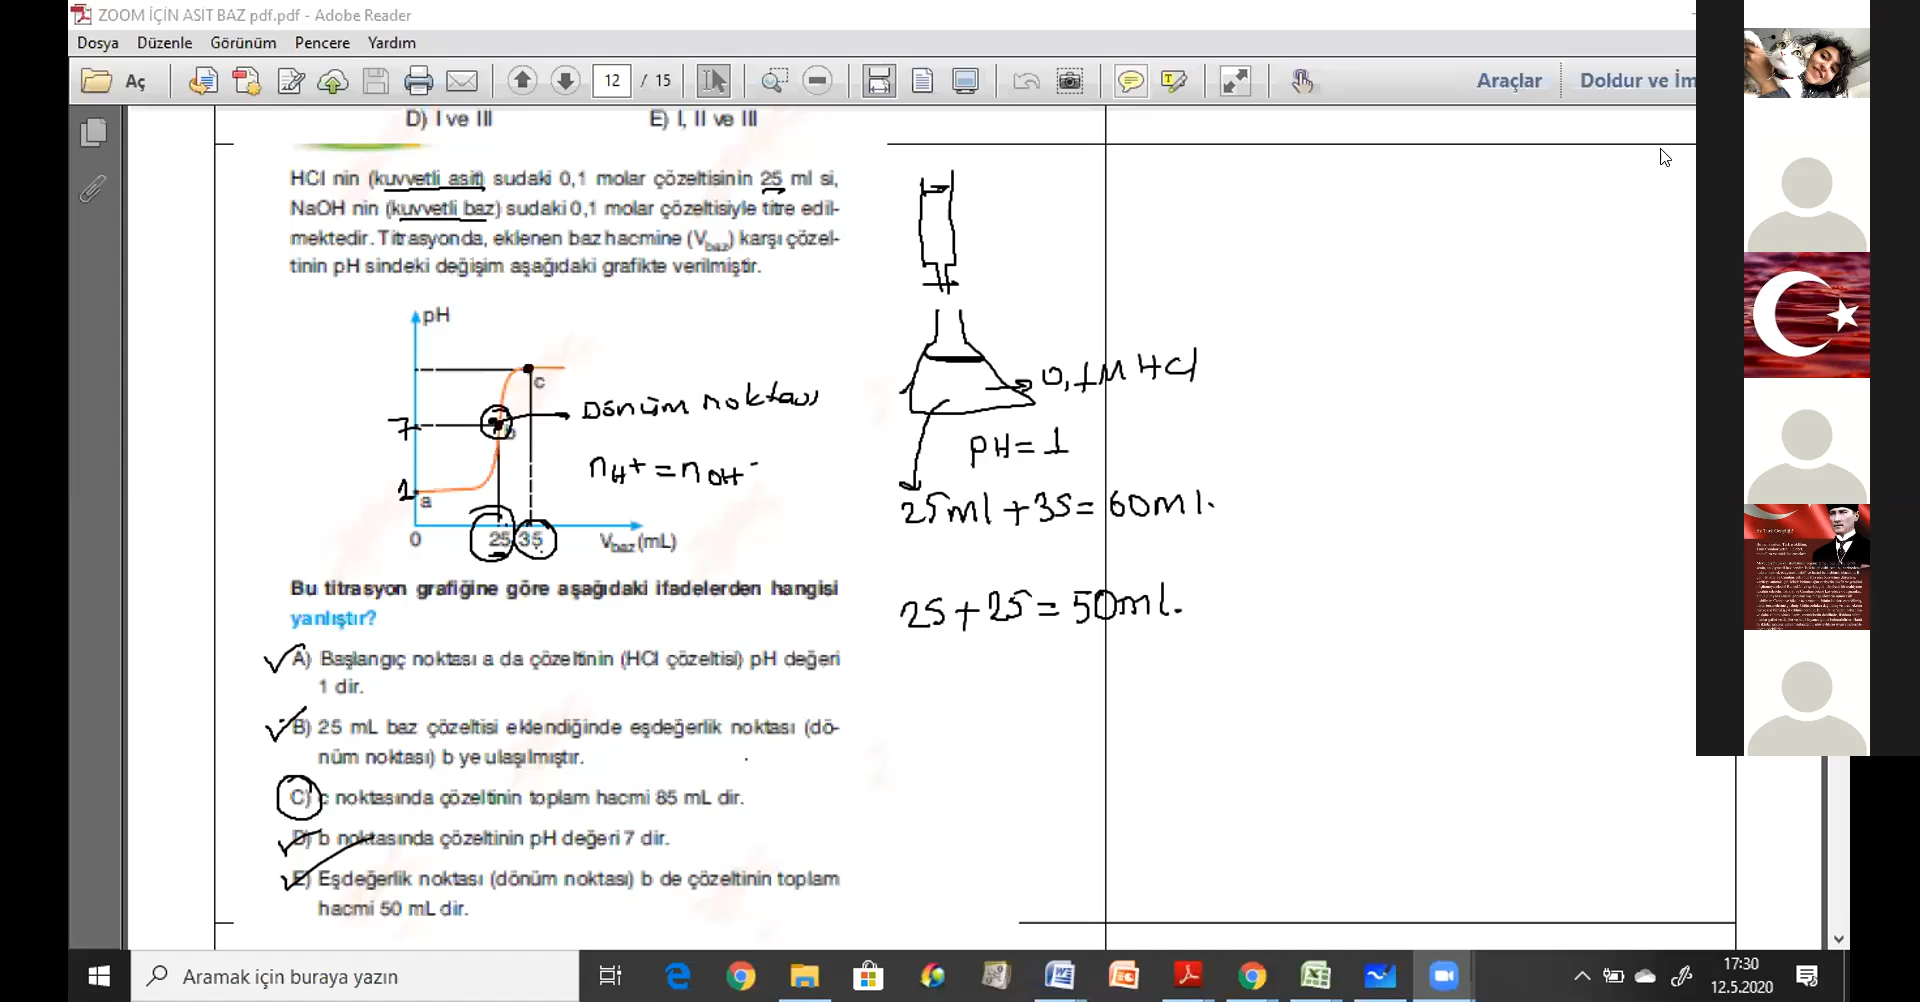 ZOOM İÇİN ASİT BAZ pdf.pdf - Adobe Reader
Dosya Düzenle Görünüm Pencere Yardım
Aç 12 / 15 Araçlar Doldur ve İm
D) I ve III E) I, II ve III
HCl nin (kuvvetli asit) sudaki 0,1 molar çözeltisinin 25 ml si,
NaOH nin (kuvvetli baz) sudaki 0,1 molar çözeltisiyle titre edil-
mektedir. Titrasyonda, eklenen baz hacmine (Vbaz) karşı çözel-
tinin pH sindeki değişim aşağıdaki grafikte verilmiştir.
pH
c
7
b
Dönüm noktası
nH+ = nOH-
1
a
0 25 35 Vbaz (mL)
0,1M HCl
PH = 1
25ml + 35 = 60ml.
25 + 25 = 50ml.
Bu titrasyon grafiğine göre aşağıdaki ifadelerden hangisi
yanlıştır?
A) Başlangıç noktası a da çözeltinin (HCl çözeltisi) pH değeri
1 dir.
B) 25 mL baz çözeltisi eklendiğinde eşdeğerlik noktası (dö-
nüm noktası) b ye ulaşılmıştır.
C) c noktasında çözeltinin toplam hacmi 85 mL dir.
D) b noktasında çözeltinin pH değeri 7 dir.
E) Eşdeğerlik noktası (dönüm noktası) b de çözeltinin toplam
hacmi 50 mL dir.
Aramak için buraya yazın
17:30
12.5.2020